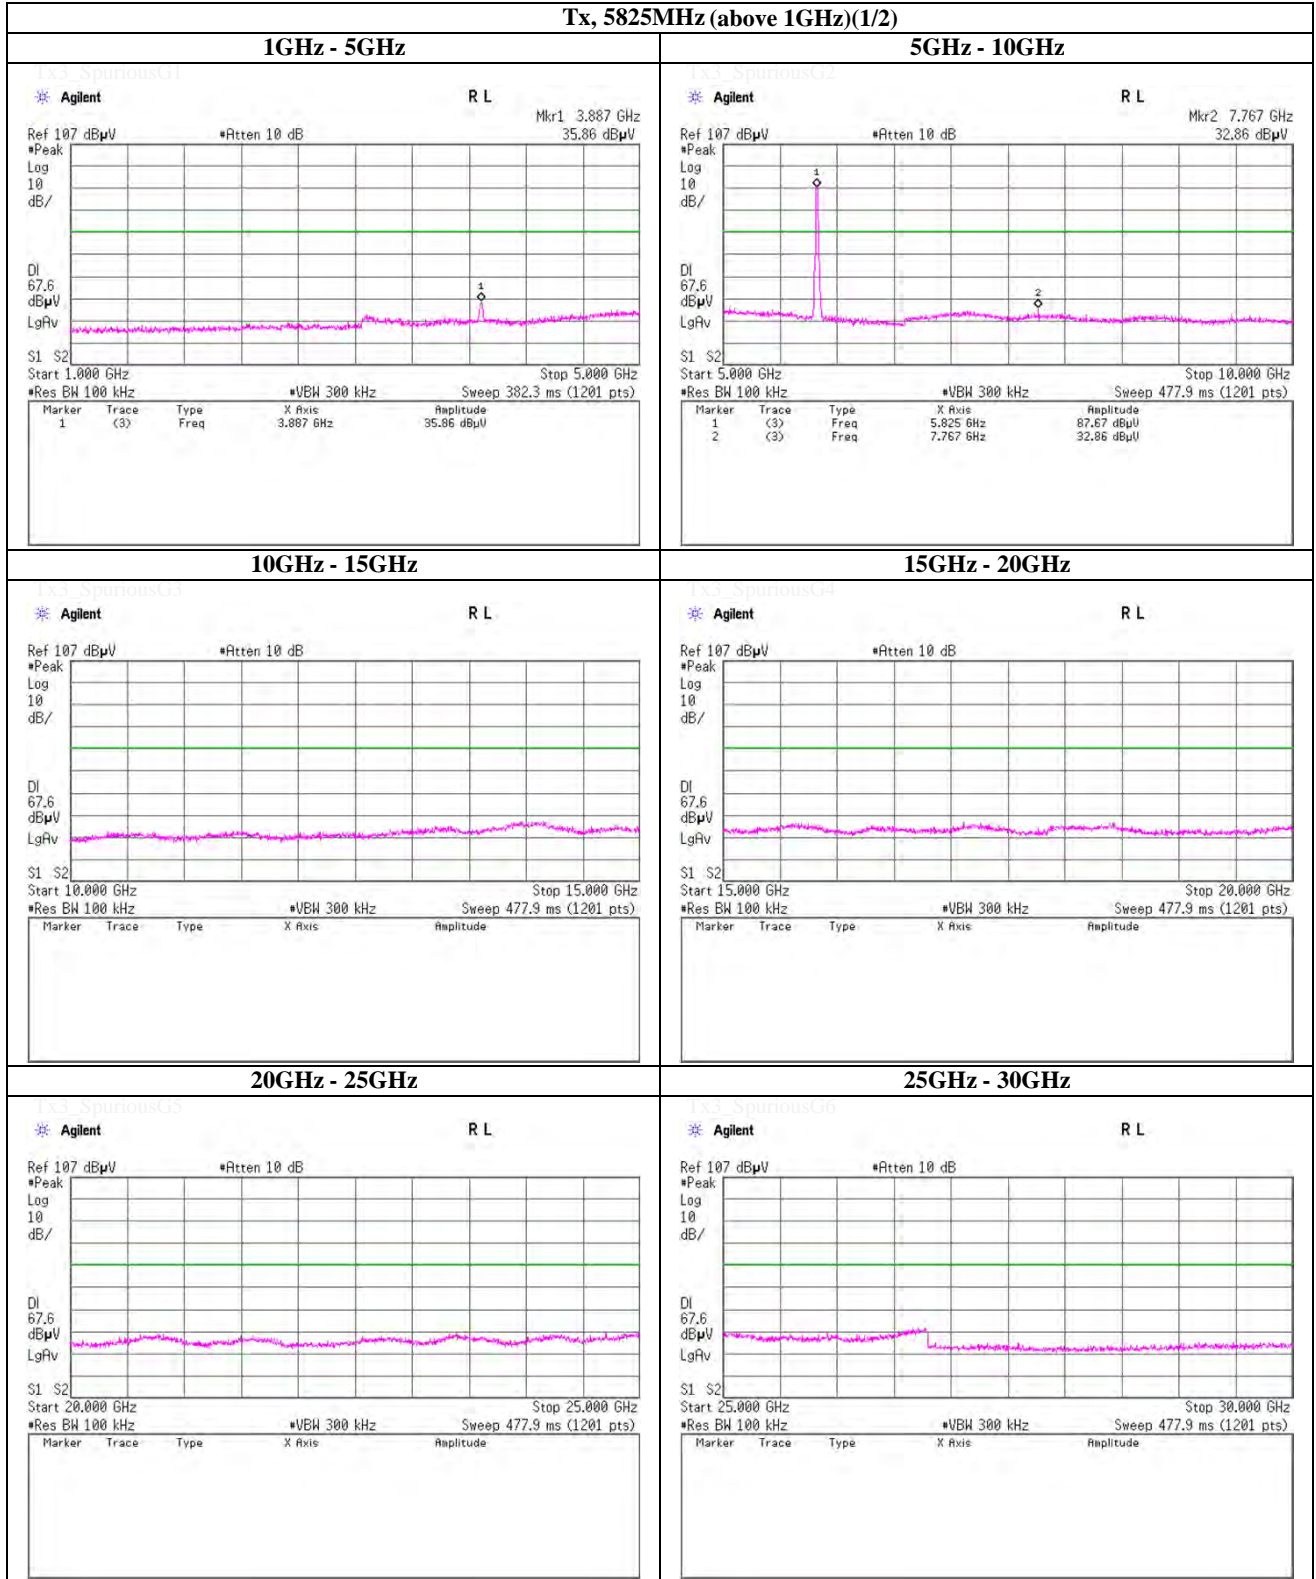 Tx, 5825MHz (above 1GHz)(1/2)
1GHz - 5GHz
5GHz - 10GHz
Tx3_SpuriousG1
Agilent
R L
Mkr1 3.887 GHz
Ref 107 dBµV
#Atten 10 dB
35.86 dBµV
#Peak
Log
10
dB/
1
DI
67.6
dBµV
LgAv
S1 S2
Start 1.000 GHz
Stop 5.000 GHz
#Res BW 100 kHz
#VBW 300 kHz
Sweep 382.3 ms (1201 pts)
Marker Trace Type X Axis Amplitude
1 (3) Freq 3.887 GHz 35.86 dBµV
Tx3_SpuriousG2
Agilent
R L
Mkr2 7.767 GHz
Ref 107 dBµV
#Atten 10 dB
32.86 dBµV
#Peak
Log
10
dB/
1
2
DI
67.6
dBµV
LgAv
S1 S2
Start 5.000 GHz
Stop 10.000 GHz
#Res BW 100 kHz
#VBW 300 kHz
Sweep 477.9 ms (1201 pts)
Marker Trace Type X Axis Amplitude
1 (3) Freq 5.825 GHz 87.67 dBµV
2 (3) Freq 7.767 GHz 32.86 dBµV
10GHz - 15GHz
15GHz - 20GHz
Tx3_SpuriousG3
Agilent
R L
Ref 107 dBµV
#Atten 10 dB
#Peak
Log
10
dB/
DI
67.6
dBµV
LgAv
S1 S2
Start 10.000 GHz
Stop 15.000 GHz
#Res BW 100 kHz
#VBW 300 kHz
Sweep 477.9 ms (1201 pts)
Marker Trace Type X Axis Amplitude
Tx3_SpuriousG4
Agilent
R L
Ref 107 dBµV
#Atten 10 dB
#Peak
Log
10
dB/
DI
67.6
dBµV
LgAv
S1 S2
Start 15.000 GHz
Stop 20.000 GHz
#Res BW 100 kHz
#VBW 300 kHz
Sweep 477.9 ms (1201 pts)
Marker Trace Type X Axis Amplitude
20GHz - 25GHz
25GHz - 30GHz
Tx3_SpuriousG5
Agilent
R L
Ref 107 dBµV
#Atten 10 dB
#Peak
Log
10
dB/
DI
67.6
dBµV
LgAv
S1 S2
Start 20.000 GHz
Stop 25.000 GHz
#Res BW 100 kHz
#VBW 300 kHz
Sweep 477.9 ms (1201 pts)
Marker Trace Type X Axis Amplitude
Tx3_SpuriousG6
Agilent
R L
Ref 107 dBµV
#Atten 10 dB
#Peak
Log
10
dB/
DI
67.6
dBµV
LgAv
S1 S2
Start 25.000 GHz
Stop 30.000 GHz
#Res BW 100 kHz
#VBW 300 kHz
Sweep 477.9 ms (1201 pts)
Marker Trace Type X Axis Amplitude